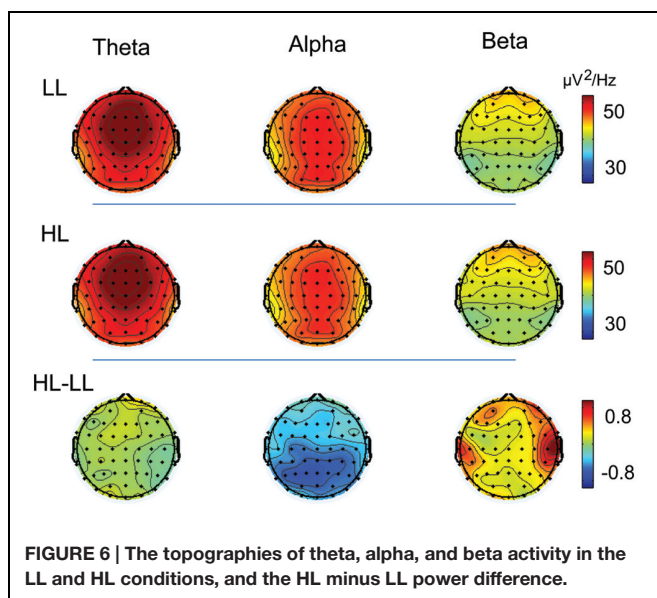 Theta Alpha Beta
LL
μV²/Hz
50
30
HL
50
30
HL-LL
0.8
-0.8
FIGURE 6 | The topographies of theta, alpha, and beta activity in the
LL and HL conditions, and the HL minus LL power difference.